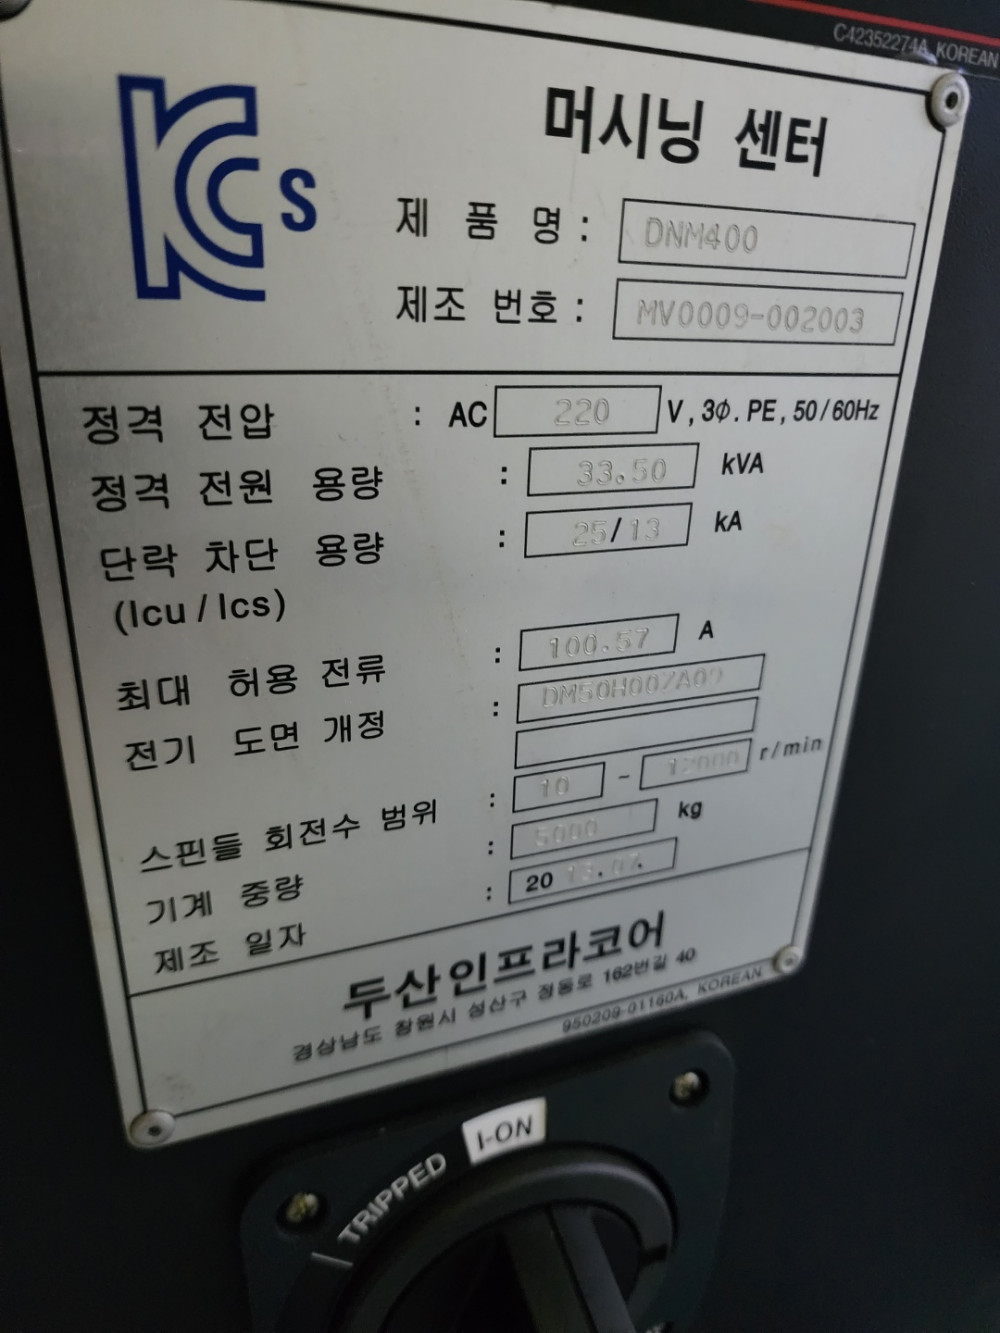 C42352274A KOREAN
KCs
머시닝 센터
제 품 명 : DNM400
제조 번호 : MV0009-002003
정격 전압 : AC 220 V , 3Φ . PE , 50 / 60Hz
정격 전원 용량 : 33.50 kVA
단락 차단 용량 : 25/13 kA
(Icu / Ics)
최대 허용 전류 : 100.57 A
전기 도면 개정 :
스핀들 회전수 범위 : 10 ~ 12000 r/min
기계 중량 : 5000 kg
제조 일자 : 20 13.07.
두산인프라코어
경상남도 창원시 성산구 정동로 162번길 40
950209-01160A, KOREAN
I-ON
TRIPPED